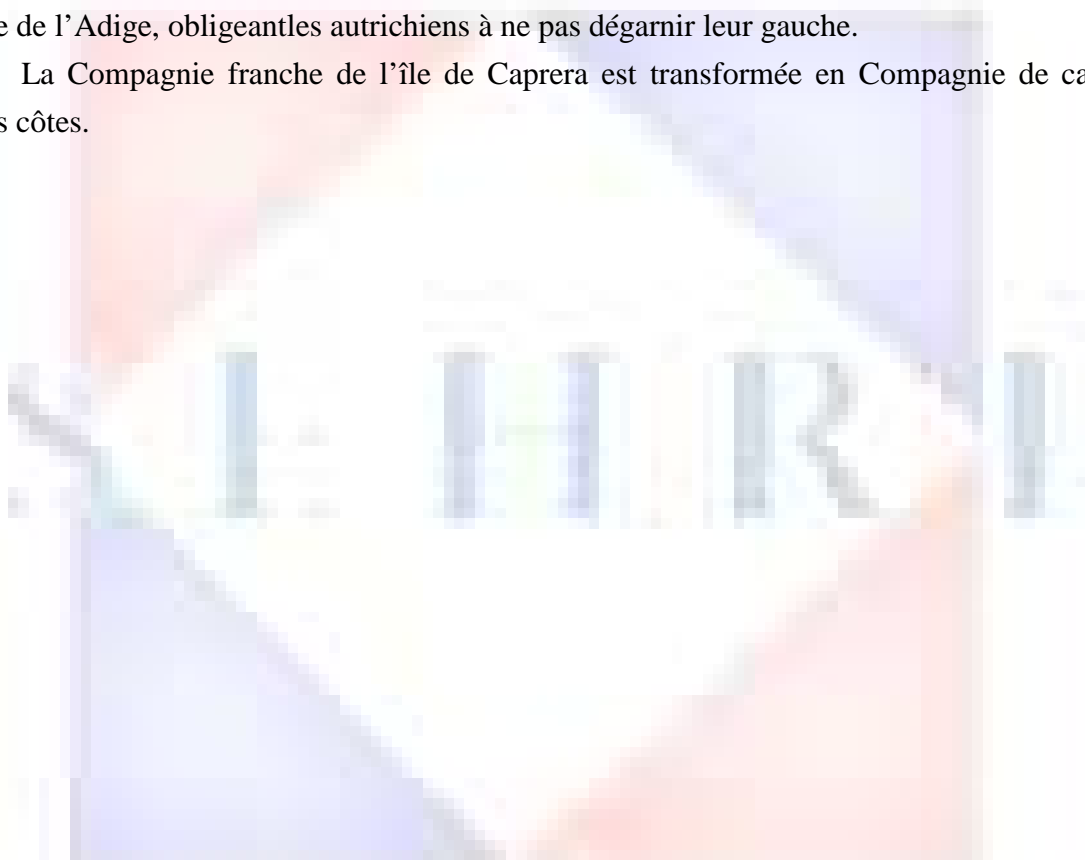 e de l’Adige, obligeantles autrichiens à ne pas dégarnir leur gauche.
La Compagnie franche de l’île de Caprera est transformée en Compagnie de ca
s côtes.